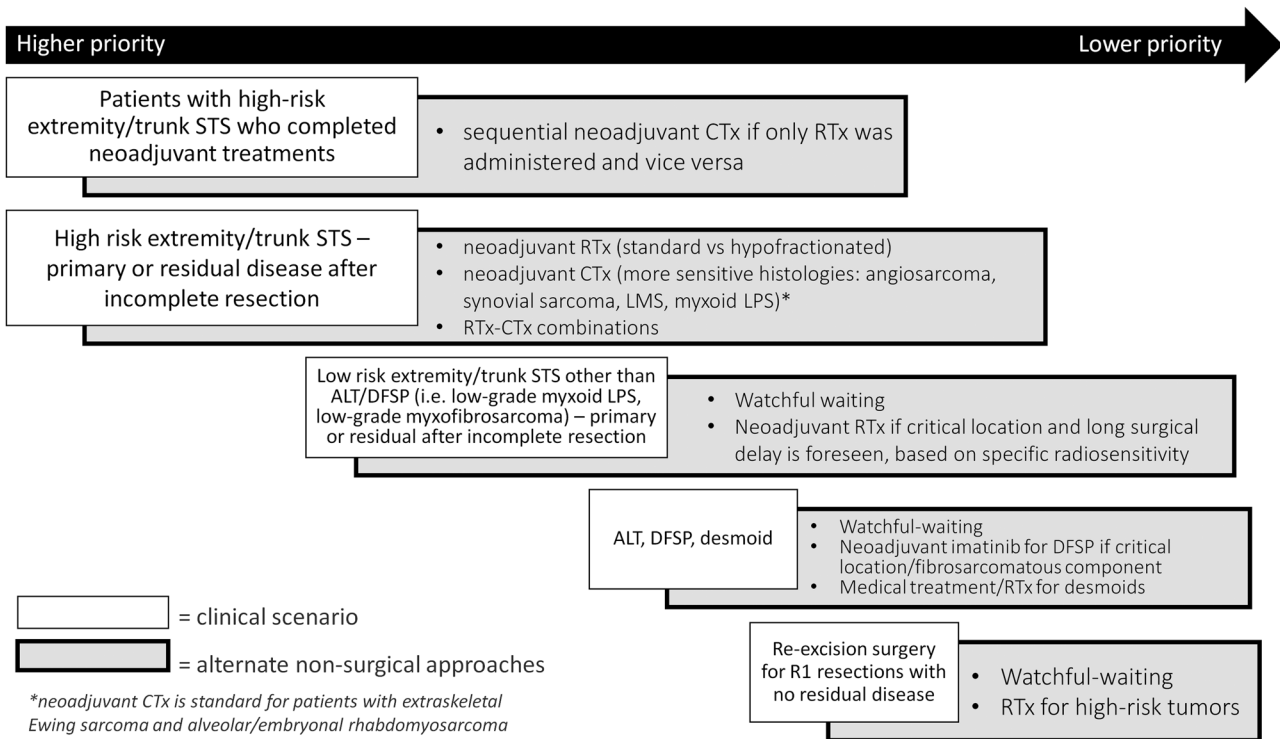 Higher priority
Lower priority
Patients with high-risk
extremity/trunk STS who completed
neoadjuvant treatments
• sequential neoadjuvant CTx if only RTx was
administered and vice versa
High risk extremity/trunk STS –
primary or residual disease after
incomplete resection
• neoadjuvant RTx (standard vs hypofractionated)
• neoadjuvant CTx (more sensitive histologies: angiosarcoma,
synovial sarcoma, LMS, myxoid LPS)*
• RTx-CTx combinations
Low risk extremity/trunk STS other than
ALT/DFSP (i.e. low-grade myxoid LPS,
low-grade myxofibrosarcoma) – primary
or residual after incomplete resection
• Watchful waiting
• Neoadjuvant RTx if critical location and long surgical
delay is foreseen, based on specific radiosensitivity
ALT, DFSP, desmoid
• Watchful-waiting
• Neoadjuvant imatinib for DFSP if critical
location/fibrosarcomatous component
• Medical treatment/RTx for desmoids
Re-excision surgery
for R1 resections with
no residual disease
• Watchful-waiting
• RTx for high-risk tumors
= clinical scenario
= alternate non-surgical approaches
*neoadjuvant CTx is standard for patients with extraskeletal
Ewing sarcoma and alveolar/embryonal rhabdomyosarcoma